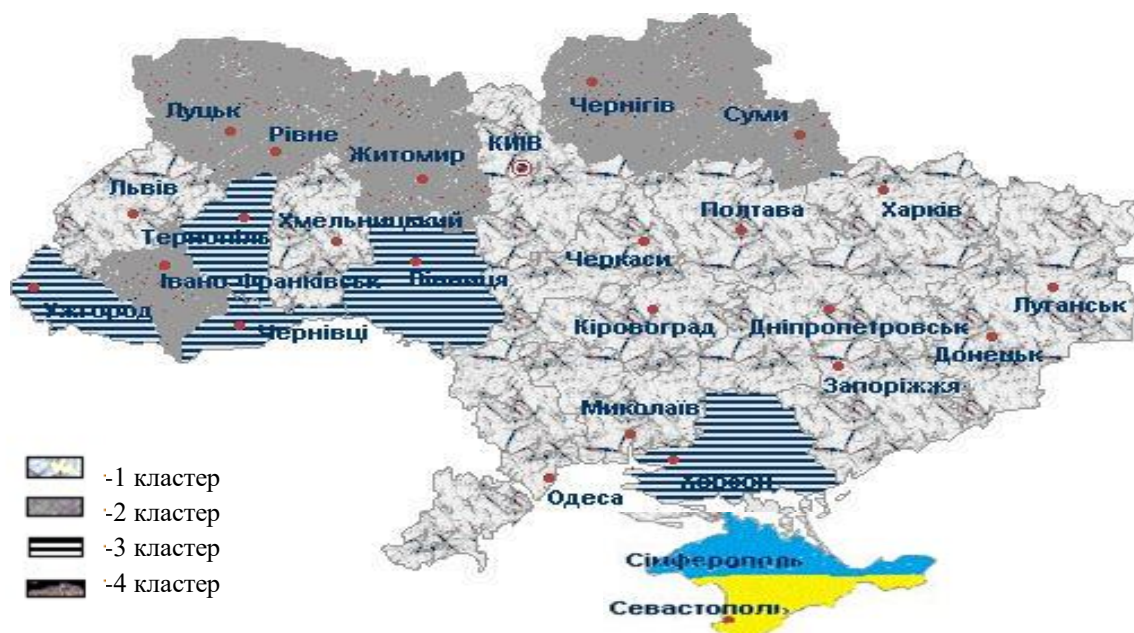 Чернігів
Луцьк
Суми
Рівне
КИЇВ
Житомир
Львів
Хмельницький
Полтава
Харків
Тернопіль
Черкаси
Івано-Франківськ
Вінниця
Ужгород
Луганськ
Чернівці
Кіровоград
Дніпропетровськ
Донецьк
Запоріжжя
Миколаїв
-1 кластер
Херсон
Одеса
-2 кластер
-3 кластер
Сімферополь
-4 кластер
Севастополь